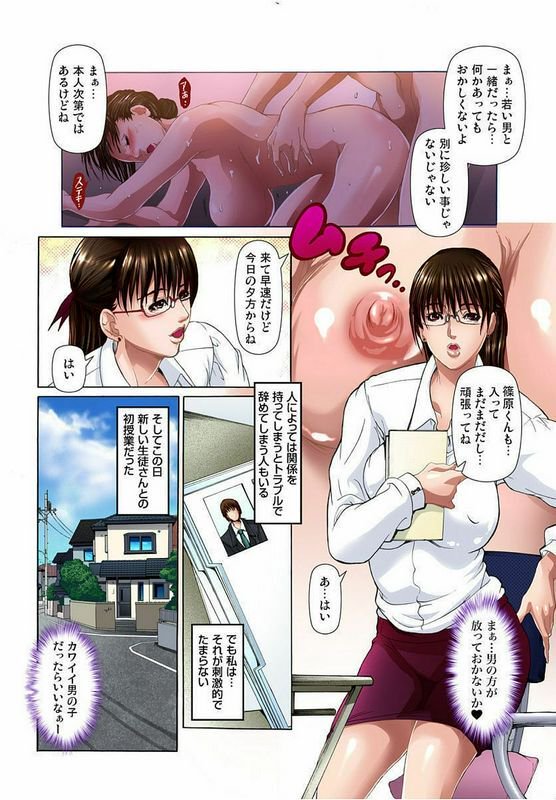 まぁ…若い男と
一緒だったら…
何かあっても
おかしくないよ
別に珍しい事じゃ
ないじゃない
アぁ…
まぁ…
本人次第では
あるけどね
ステキ…
ムチっ
篠原くんも…
入って
まだまだだし…
頑張ってね
あ…はい
まぁ…男の方が
放っておかないか♥
来て早速だけど
今日の夕方からね
はい
人によっては関係を
持ってしまうとトラブルで
辞めてしまう人もいる
でも私は…
それが刺激的で
たまらない
そしてこの日
新しい生徒さんとの
初授業だった
カワイイ男の子
だったらいいなぁー